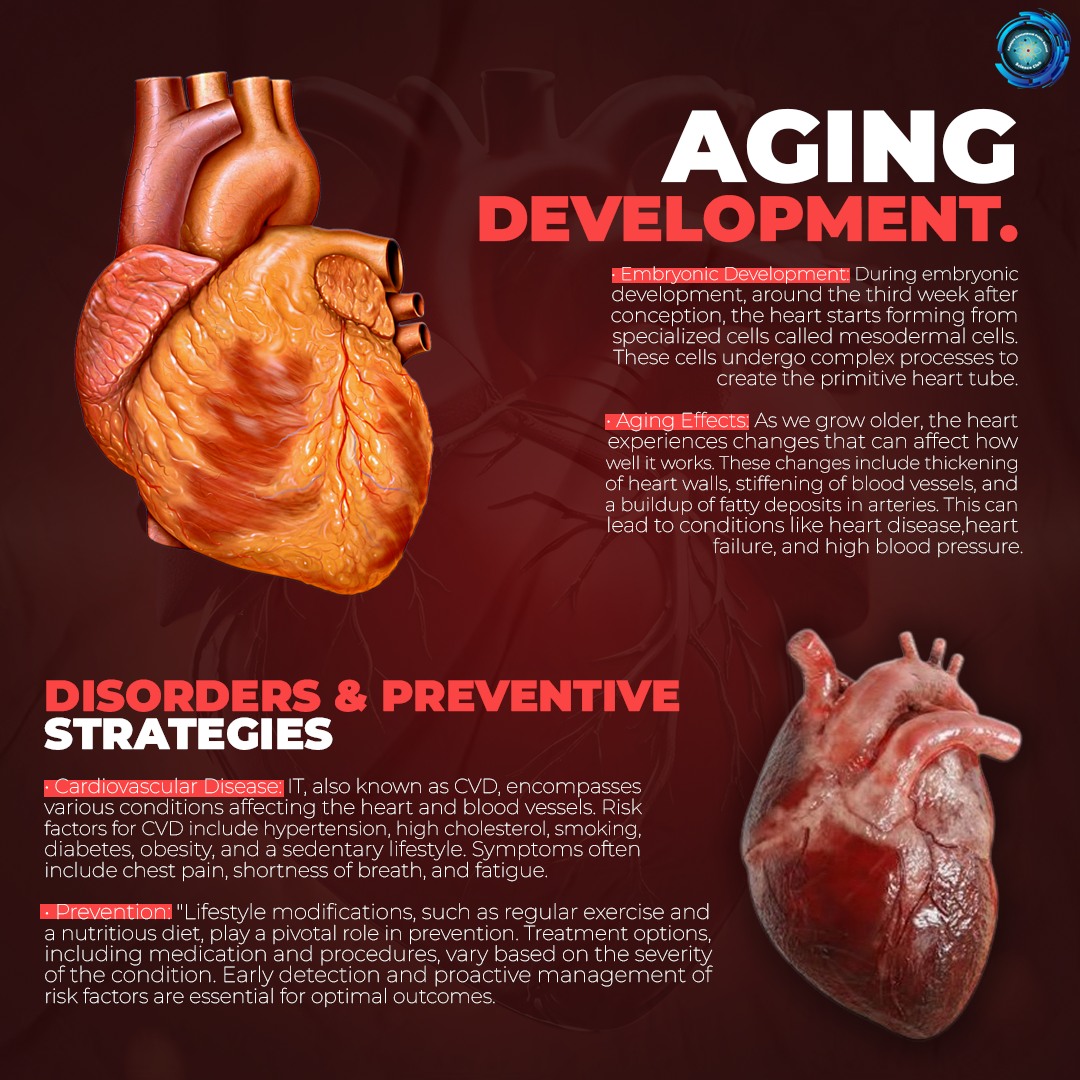 AGING
DEVELOPMENT.
· Embryonic Development: During embryonic
development, around the third week after
conception, the heart starts forming from
specialized cells called mesodermal cells.
These cells undergo complex processes to
create the primitive heart tube.
· Aging Effects: As we grow older, the heart
experiences changes that can affect how
well it works. These changes include thickening
of heart walls, stiffening of blood vessels, and
a buildup of fatty deposits in arteries. This can
lead to conditions like heart disease,heart
failure, and high blood pressure.
DISORDERS & PREVENTIVE
STRATEGIES
· Cardiovascular Disease: IT, also known as CVD, encompasses
various conditions affecting the heart and blood vessels. Risk
factors for CVD include hypertension, high cholesterol, smoking,
diabetes, obesity, and a sedentary lifestyle. Symptoms often
include chest pain, shortness of breath, and fatigue.
· Prevention: "Lifestyle modifications, such as regular exercise and
a nutritious diet, play a pivotal role in prevention. Treatment options,
including medication and procedures, vary based on the severity
of the condition. Early detection and proactive management of
risk factors are essential for optimal outcomes.